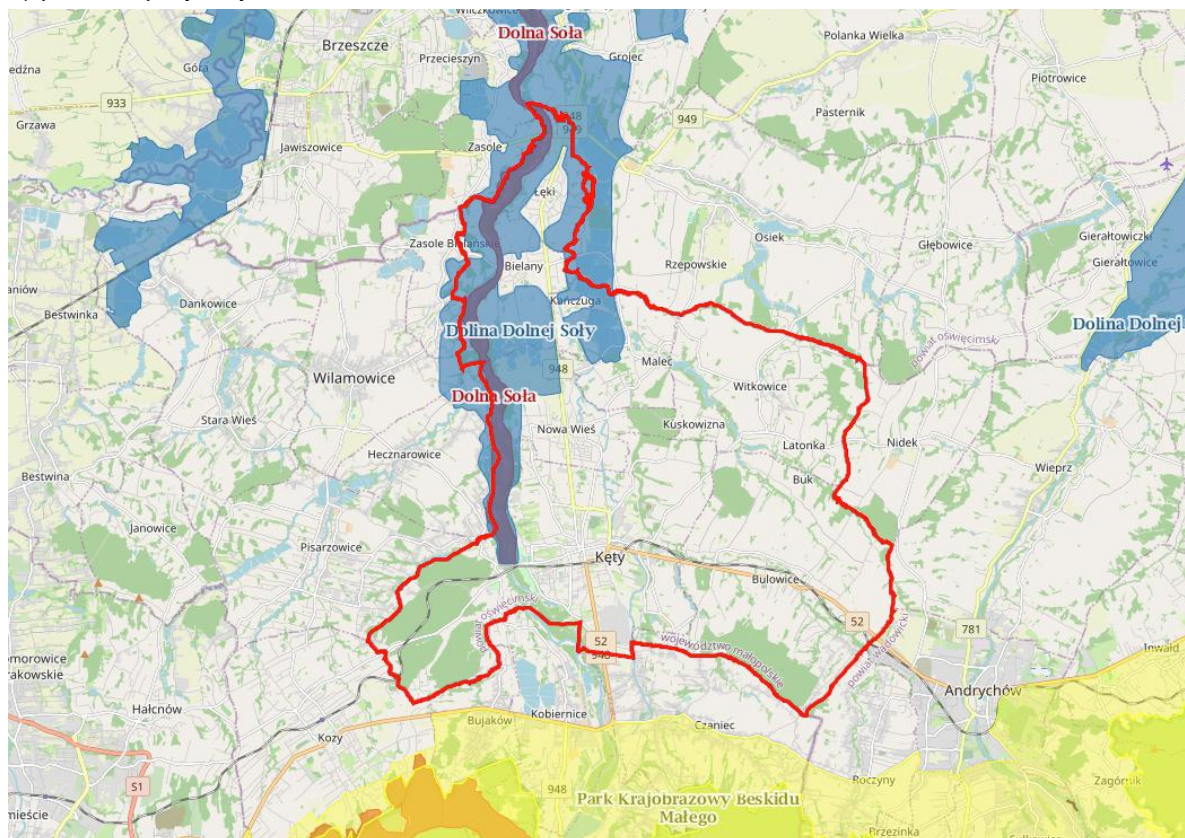 Wilczkowice
Dolna Soła
Brzeszcze
Przecieszyn
Grojec
Polanka Wielka
Góra
Piotrowice
933
948
949
949
Pasternik
Grzawa
Jawiszowice
Zasole
Łęki
Osiek
Głębowice
Gierałtowiczki
Zasole Bielańskie
Bielany
Rzepowskie
Gierałtowice
Dankowice
Kańczuga
Bestwinka
Dolina Dolnej Soły
Dolina Dolnej
powiat oświęcimski
Malec
948
Wilamowice
Witkowice
Dolna Soła
Stara Wieś
Nowa Wieś
Kuskowizna
Latonka
Nidek
Hecznarowice
Bestwina
Buk
Wieprz
Janowice
Pisarzowice
Kęty
Bulowice
powiat oświęcimski
52
52
781
województwo małopolskie
powiat wadowicki
Inwałd
948
Andrychów
Hałcnów
Kobiernice
Bujaków
Czaniec
Kozy
S1
Roczyny
Zagórnik
948
Park Krajobrazowy Beskidu
Małego
Przezinka